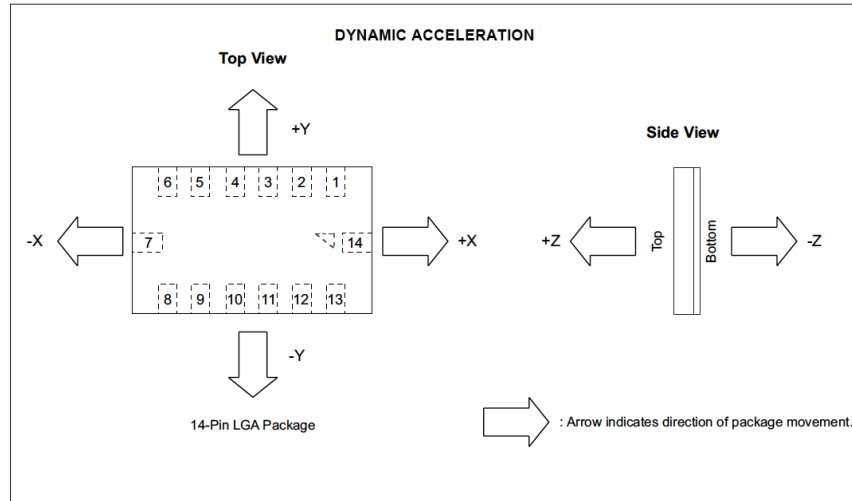 DYNAMIC ACCELERATION
Top View
+Y
Side View
6 5 4 3 2 1
-X
7
14
+X
+Z
Top
Bottom
-Z
8 9 10 11 12 13
-Y
14-Pin LGA Package
: Arrow indicates direction of package movement.